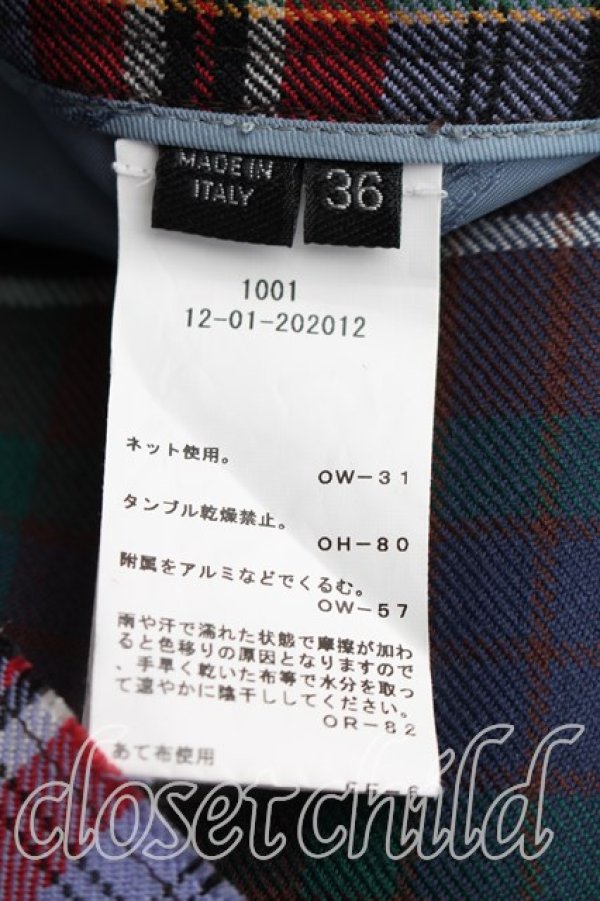 MADE IN
ITALY
36
1001
12-01-202012
ネット使用。
OW-31
タンブル乾燥禁止。
OH-80
附属をアルミなどでくるむ。
OW-57
雨や汗で濡れた状態で摩擦が加わ
ると色移りの原因となりますので
、手早く乾いた布等で水分を取っ
て速やかに陰干ししてください。
OR-82
あて布使用
closet child